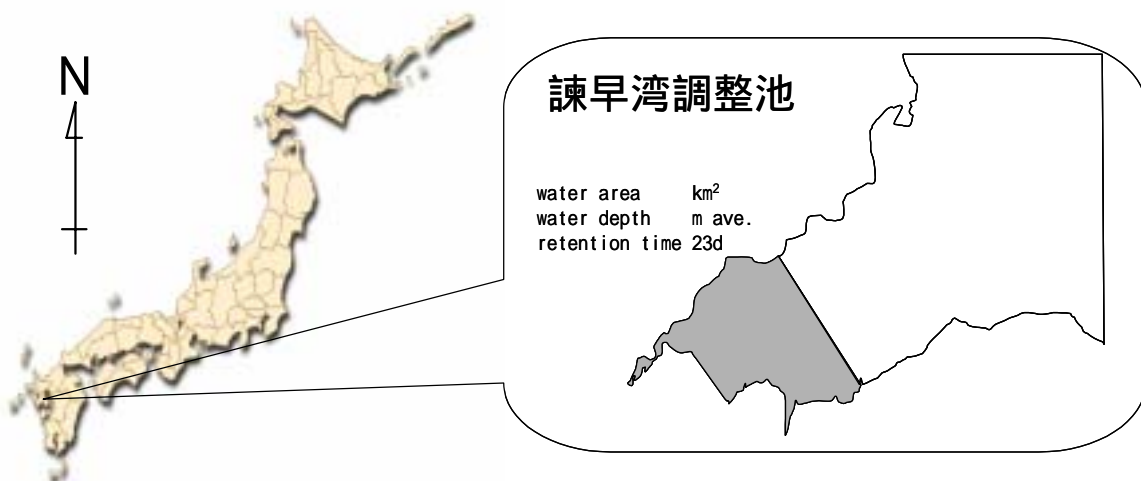 N
諫早湾調整池
water area km²
water depth m ave.
retention time 23d